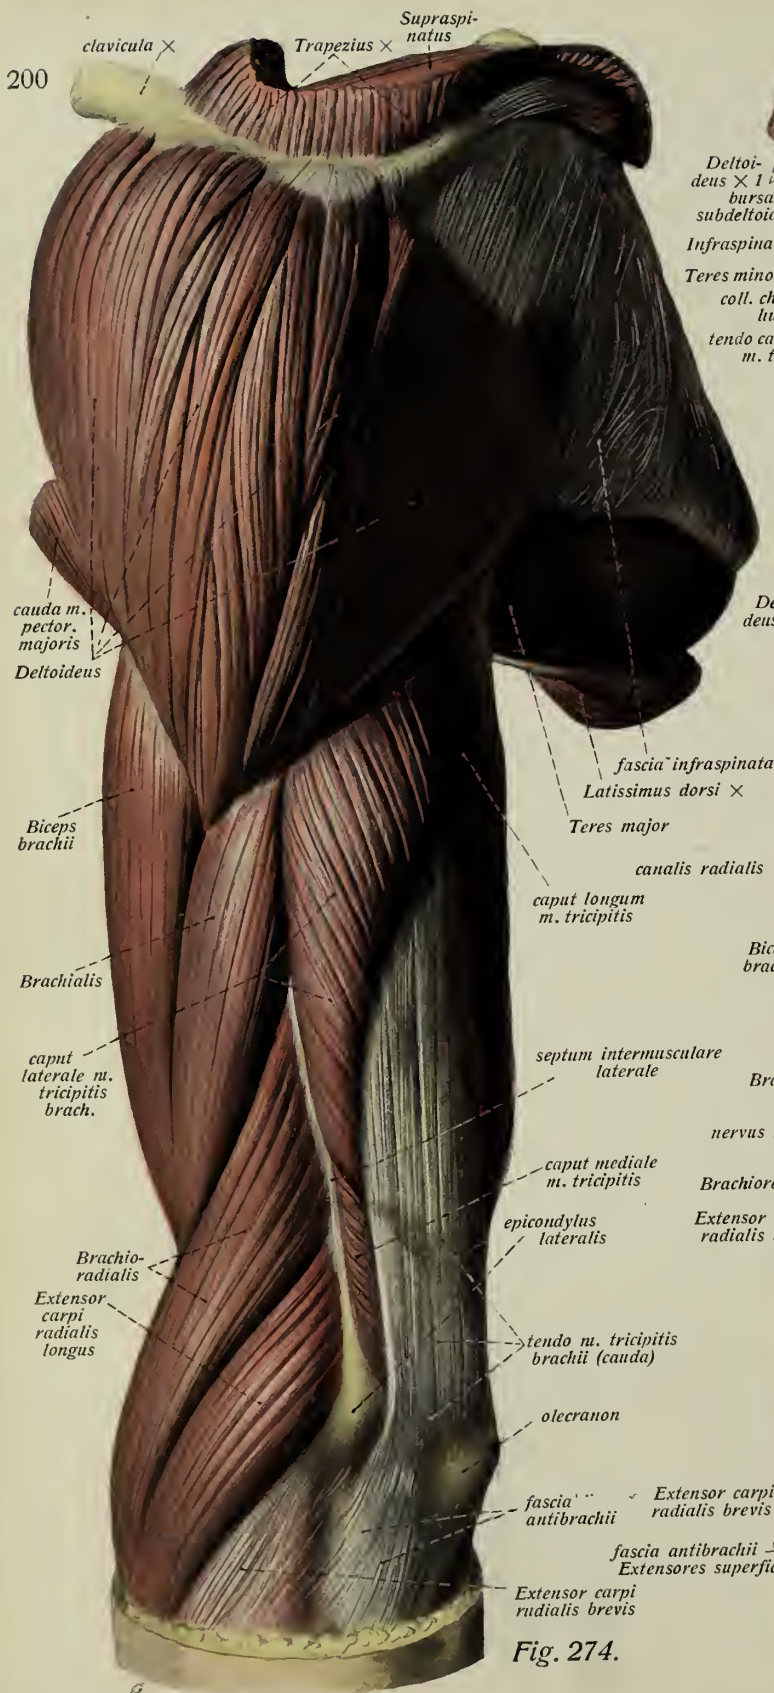 200
clavicula ×
Trapezius ×
Supraspi-
natus
Deltoi-
deus × 1
bursa
subdeltoid
Infraspina
Teres mino
coll. ch
tendo ca
m. t
cauda m.
pector.
majoris
Deltoideus
fascia infraspinata
Latissimus dorsi ×
Teres major
Biceps
brachii
canalis radialis
caput longum
m. tricipitis
Brachialis
caput
laterale m.
tricipitis
brach.
septum intermusculare
laterale
nervus
caput mediale
m. tricipitis
Brachiora
Extensor
radialis
epicondylus
lateralis
Brachio-
radialis
Extensor
carpi
radialis
longus
tendo m. tricipitis
brachii (cauda)
olecranon
fascia
antibrachii
Extensor carpi
radialis brevis
fascia antibrachii
Extensores superfic
Extensor carpi
radialis brevis
Fig. 274.